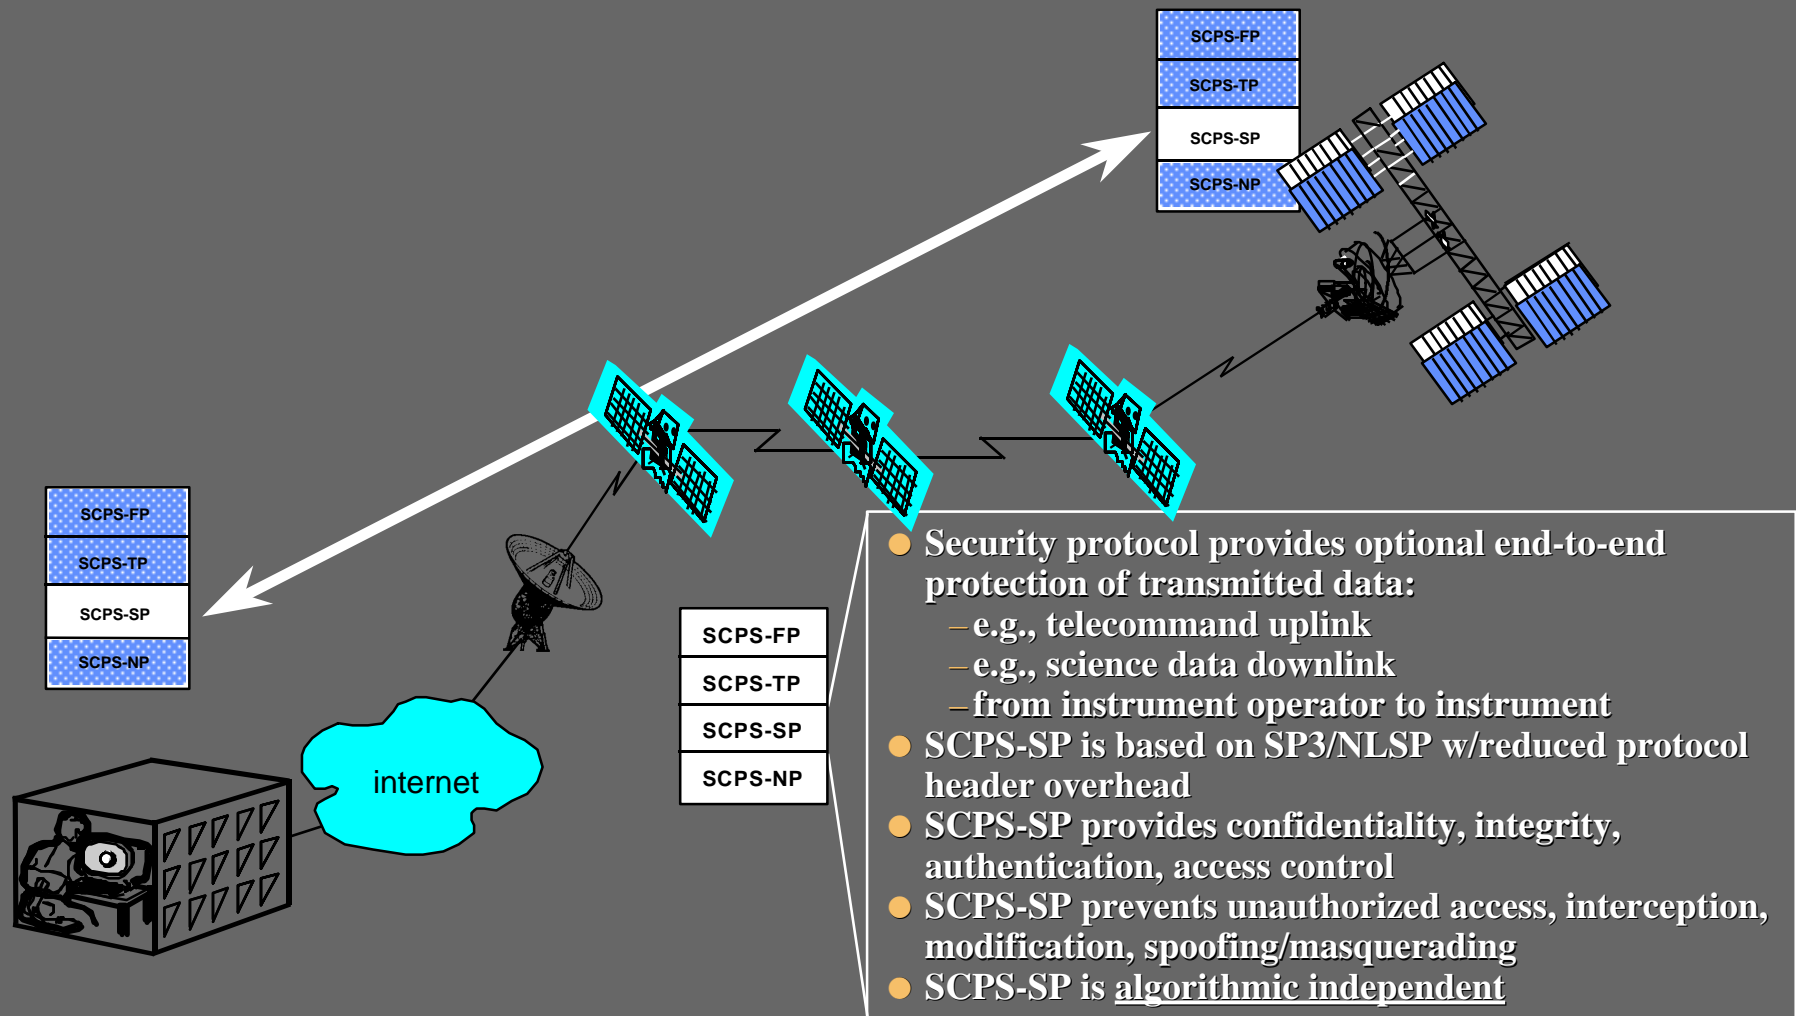 SCPS-FP
SCPS-TP
SCPS-SP
SCPS-NP
SCPS-FP
SCPS-TP
SCPS-SP
SCPS-NP
internet
SCPS-FP
SCPS-TP
SCPS-SP
SCPS-NP
Security protocol provides optional end-to-end
protection of transmitted data:
– e.g., telecommand uplink
– e.g., science data downlink
– from instrument operator to instrument
SCPS-SP is based on SP3/NLSP w/reduced protocol
header overhead
SCPS-SP provides confidentiality, integrity,
authentication, access control
SCPS-SP prevents unauthorized access, interception,
modification, spoofing/masquerading
SCPS-SP is algorithmic independent